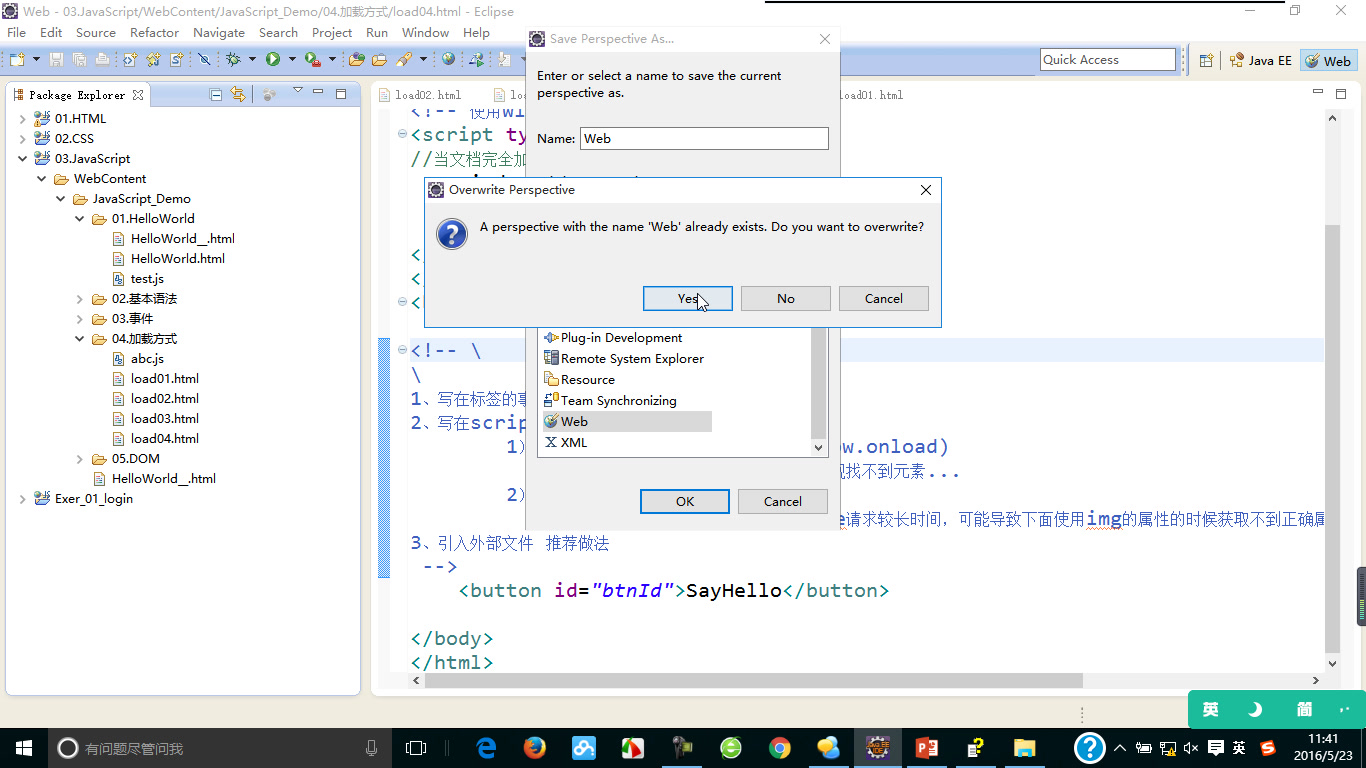 Web - 03.JavaScript/WebContent/JavaScript_Demo/04.加载方式/load04.html - Eclipse
File Edit Source Refactor Navigate Search Project Run Window Help
Save Perspective As...
Quick Access
Java EE
Web
Enter or select a name to save the current
perspective as.
Name: Web
Package Explorer
01.HTML
02.CSS
03.JavaScript
WebContent
JavaScript_Demo
01.HelloWorld
HelloWorld__.html
HelloWorld.html
test.js
02.基本语法
03.事件
04.加载方式
abc.js
load01.html
load02.html
load03.html
load04.html
05.DOM
HelloWorld__.html
Exer_01_login
load02.html
load01.html
<script ty
//当文档完全加
Overwrite Perspective
A perspective with the name 'Web' already exists. Do you want to overwrite?
Yes
No
Cancel
Plug-in Development
Remote System Explorer
Resource
Team Synchronizing
Web
XML
OK
Cancel
<
<
<
<!-- \
\
1、写在标签的事
2、写在scrip
1)
w.onload)
找不到元素...
2)
请求较长时间，可能导致下面使用img的属性的时候获取不到正确属
3、引入外部文件 推荐做法
-->
<button id="btnId">SayHello</button>
</body>
</html>
英 简
有问题尽管问我
英
11:41
2016/5/23